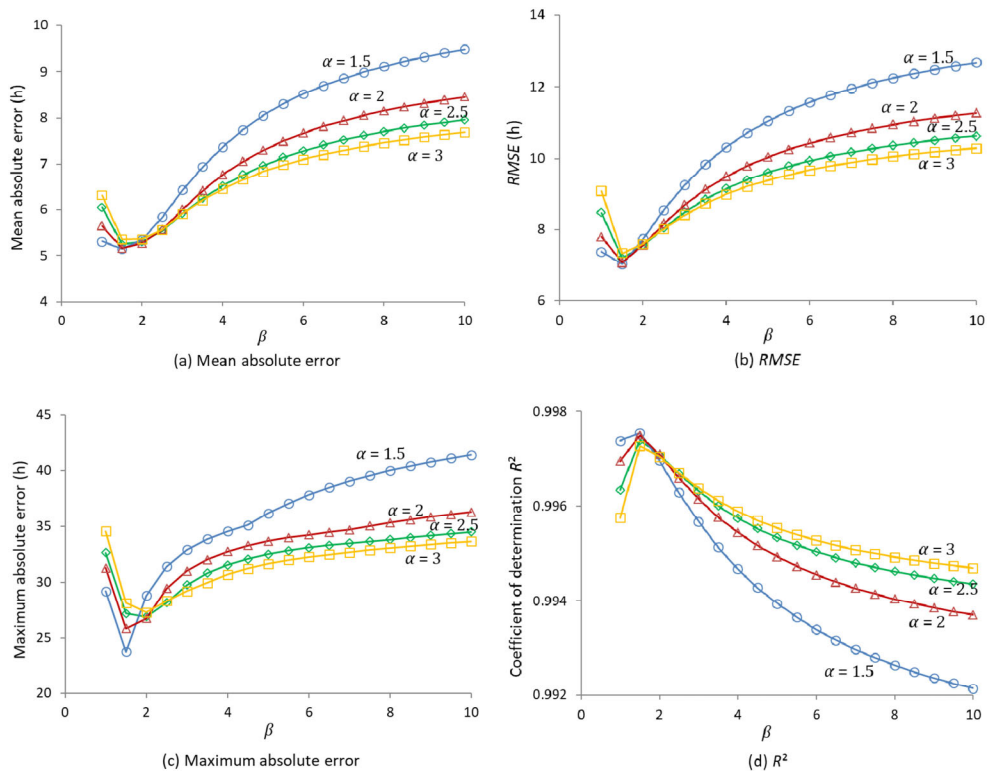 10
9
8
7
6
5
4
0
2
4
6
8
10
Mean absolute error (h)
α = 1.5
α = 2
α = 2.5
α = 3
β
(a) Mean absolute error
14
12
10
8
6
0
2
4
6
8
10
RMSE (h)
α = 1.5
α = 2
α = 2.5
α = 3
β
(b) RMSE
45
40
35
30
25
20
0
2
4
6
8
10
Maximum absolute error (h)
α = 1.5
α = 2
α = 2.5
α = 3
β
(c) Maximum absolute error
0.998
0.996
0.994
0.992
0
2
4
6
8
10
Coefficient of determination R²
α = 3
α = 2.5
α = 2
α = 1.5
β
(d) R²